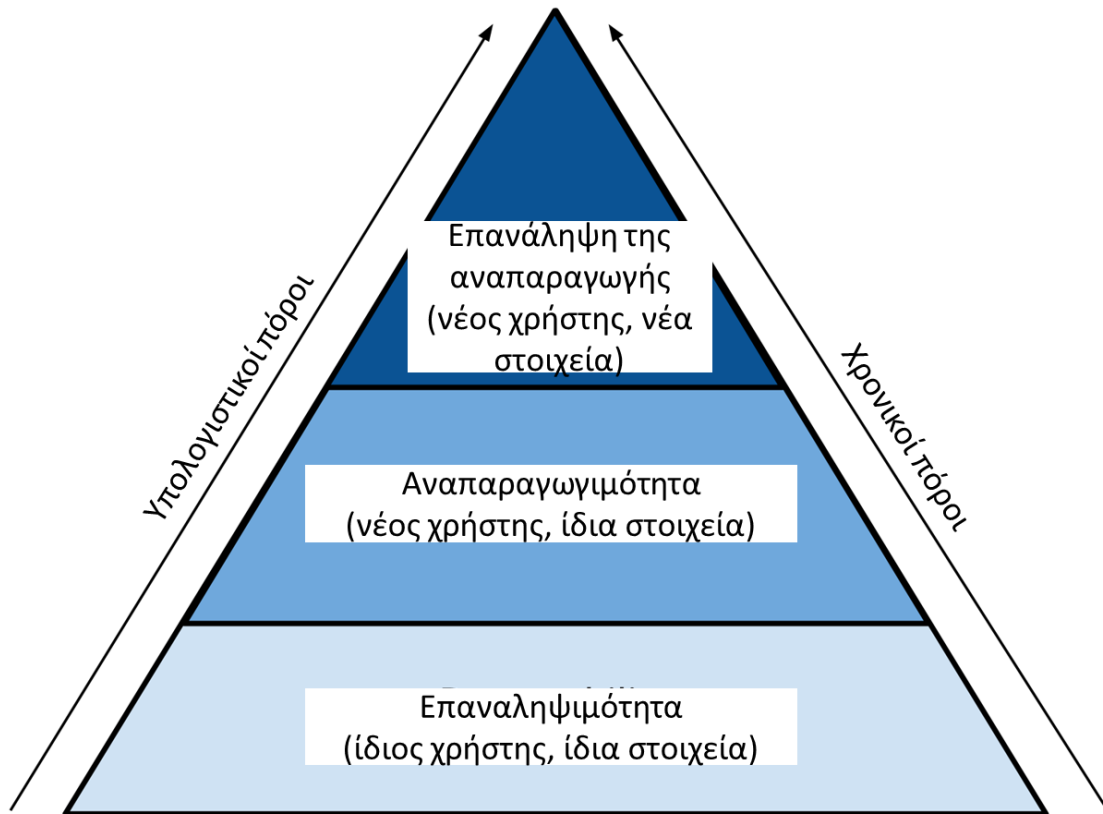 Επανάληψη της
αναπαραγωγής
(νέος χρήστης, νέα
στοιχεία)
Υπολογιστικοί πόροι
Χρονικοί πόροι
Αναπαραγωγιμότητα
(νέος χρήστης, ίδια στοιχεία)
Επαναληψιμότητα
(ίδιος χρήστης, ίδια στοιχεία)